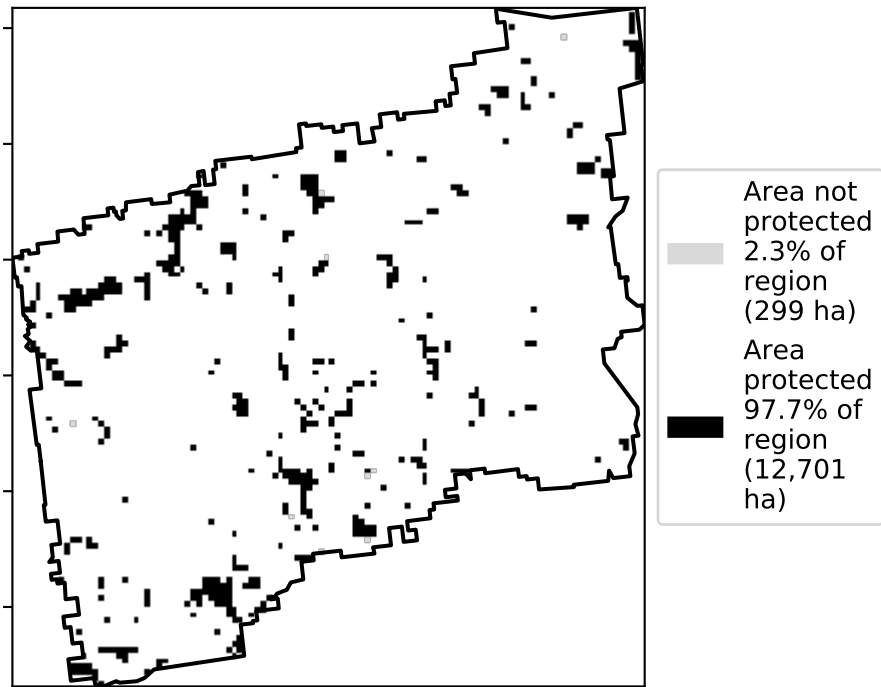 Area not
protected
2.3% of
region
(299 ha)
Area
protected
97.7% of
region
(12,701
ha)